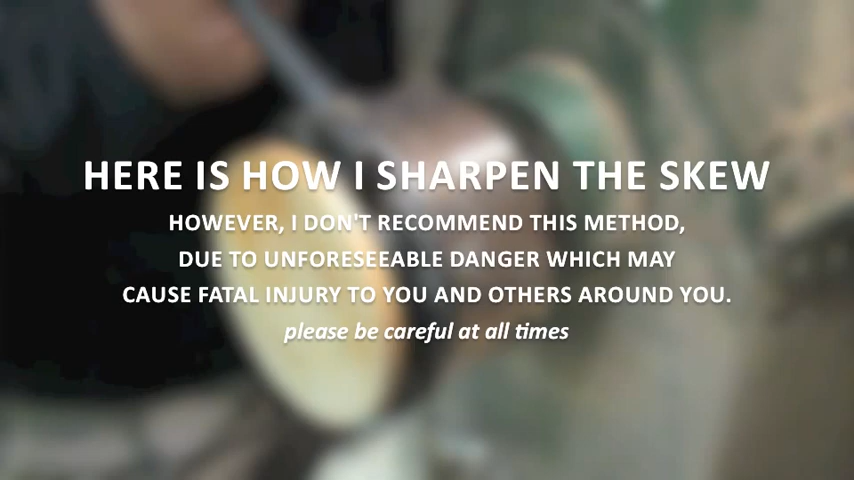 HERE IS HOW I SHARPEN THE SKEW
HOWEVER, I DON'T RECOMMEND THIS METHOD,
DUE TO UNFORESEEABLE DANGER WHICH MAY
CAUSE FATAL INJURY TO YOU AND OTHERS AROUND YOU.
please be careful at all times